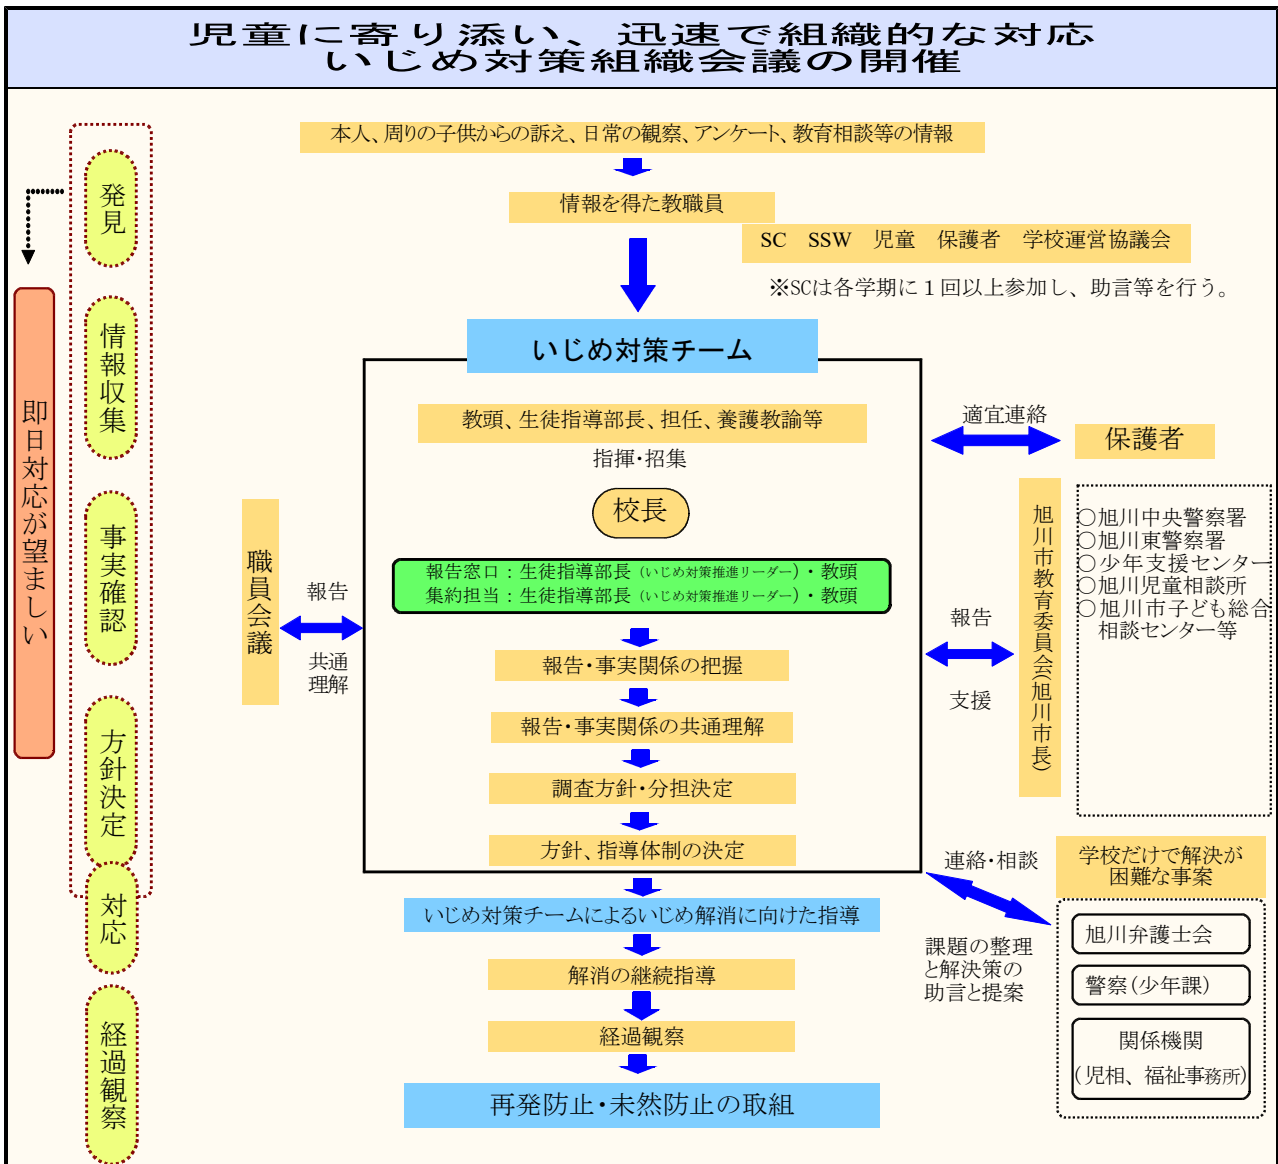 児童に寄り添い、迅速で組織的な対応
いじめ対策組織会議の開催
本人、周りの子供からの訴え、日常の観察、アンケート、教育相談等の情報
情報を得た教職員
SC　SSW　児童　保護者　学校運営協議会
※SCは各学期に１回以上参加し、助言等を行う。
発見
情報収集
事実確認
方針決定
対応
経過観察
即日対応が望ましい
いじめ対策チーム
教頭、生徒指導部長、担任、養護教諭等
指揮・招集
校長
報告窓口：生徒指導部長（いじめ対策推進リーダー）・教頭
集約担当：生徒指導部長（いじめ対策推進リーダー）・教頭
報告・事実関係の把握
報告・事実関係の共通理解
調査方針・分担決定
方針、指導体制の決定
職員会議
報告
共通
理解
適宜連絡
保護者
報告
支援
旭川市教育委員会(旭川市長)
○旭川中央警察署
○旭川東警察署
○少年支援センター
○旭川児童相談所
○旭川市子ども総合
相談センター等
連絡・相談
学校だけで解決が
困難な事案
課題の整理
と解決策の
助言と提案
旭川弁護士会
警察(少年課)
関係機関
(児相、福祉事務所)
いじめ対策チームによるいじめ解消に向けた指導
解消の継続指導
経過観察
再発防止・未然防止の取組